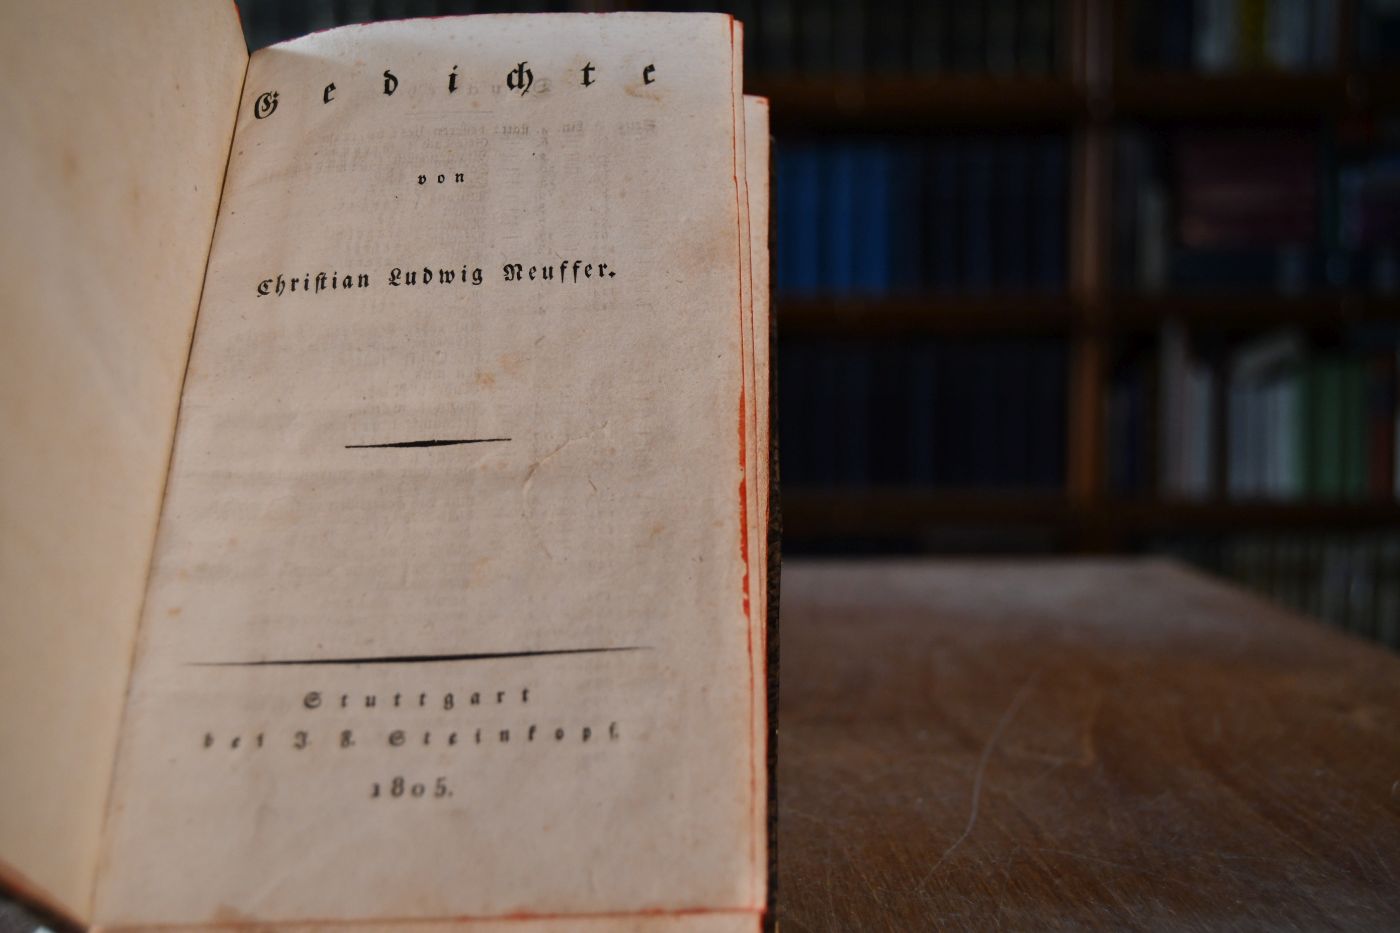 Gedichte
von
Christian Ludwig Neuffer.
Stuttgart
bei J. F. Steinkopf.
1805.